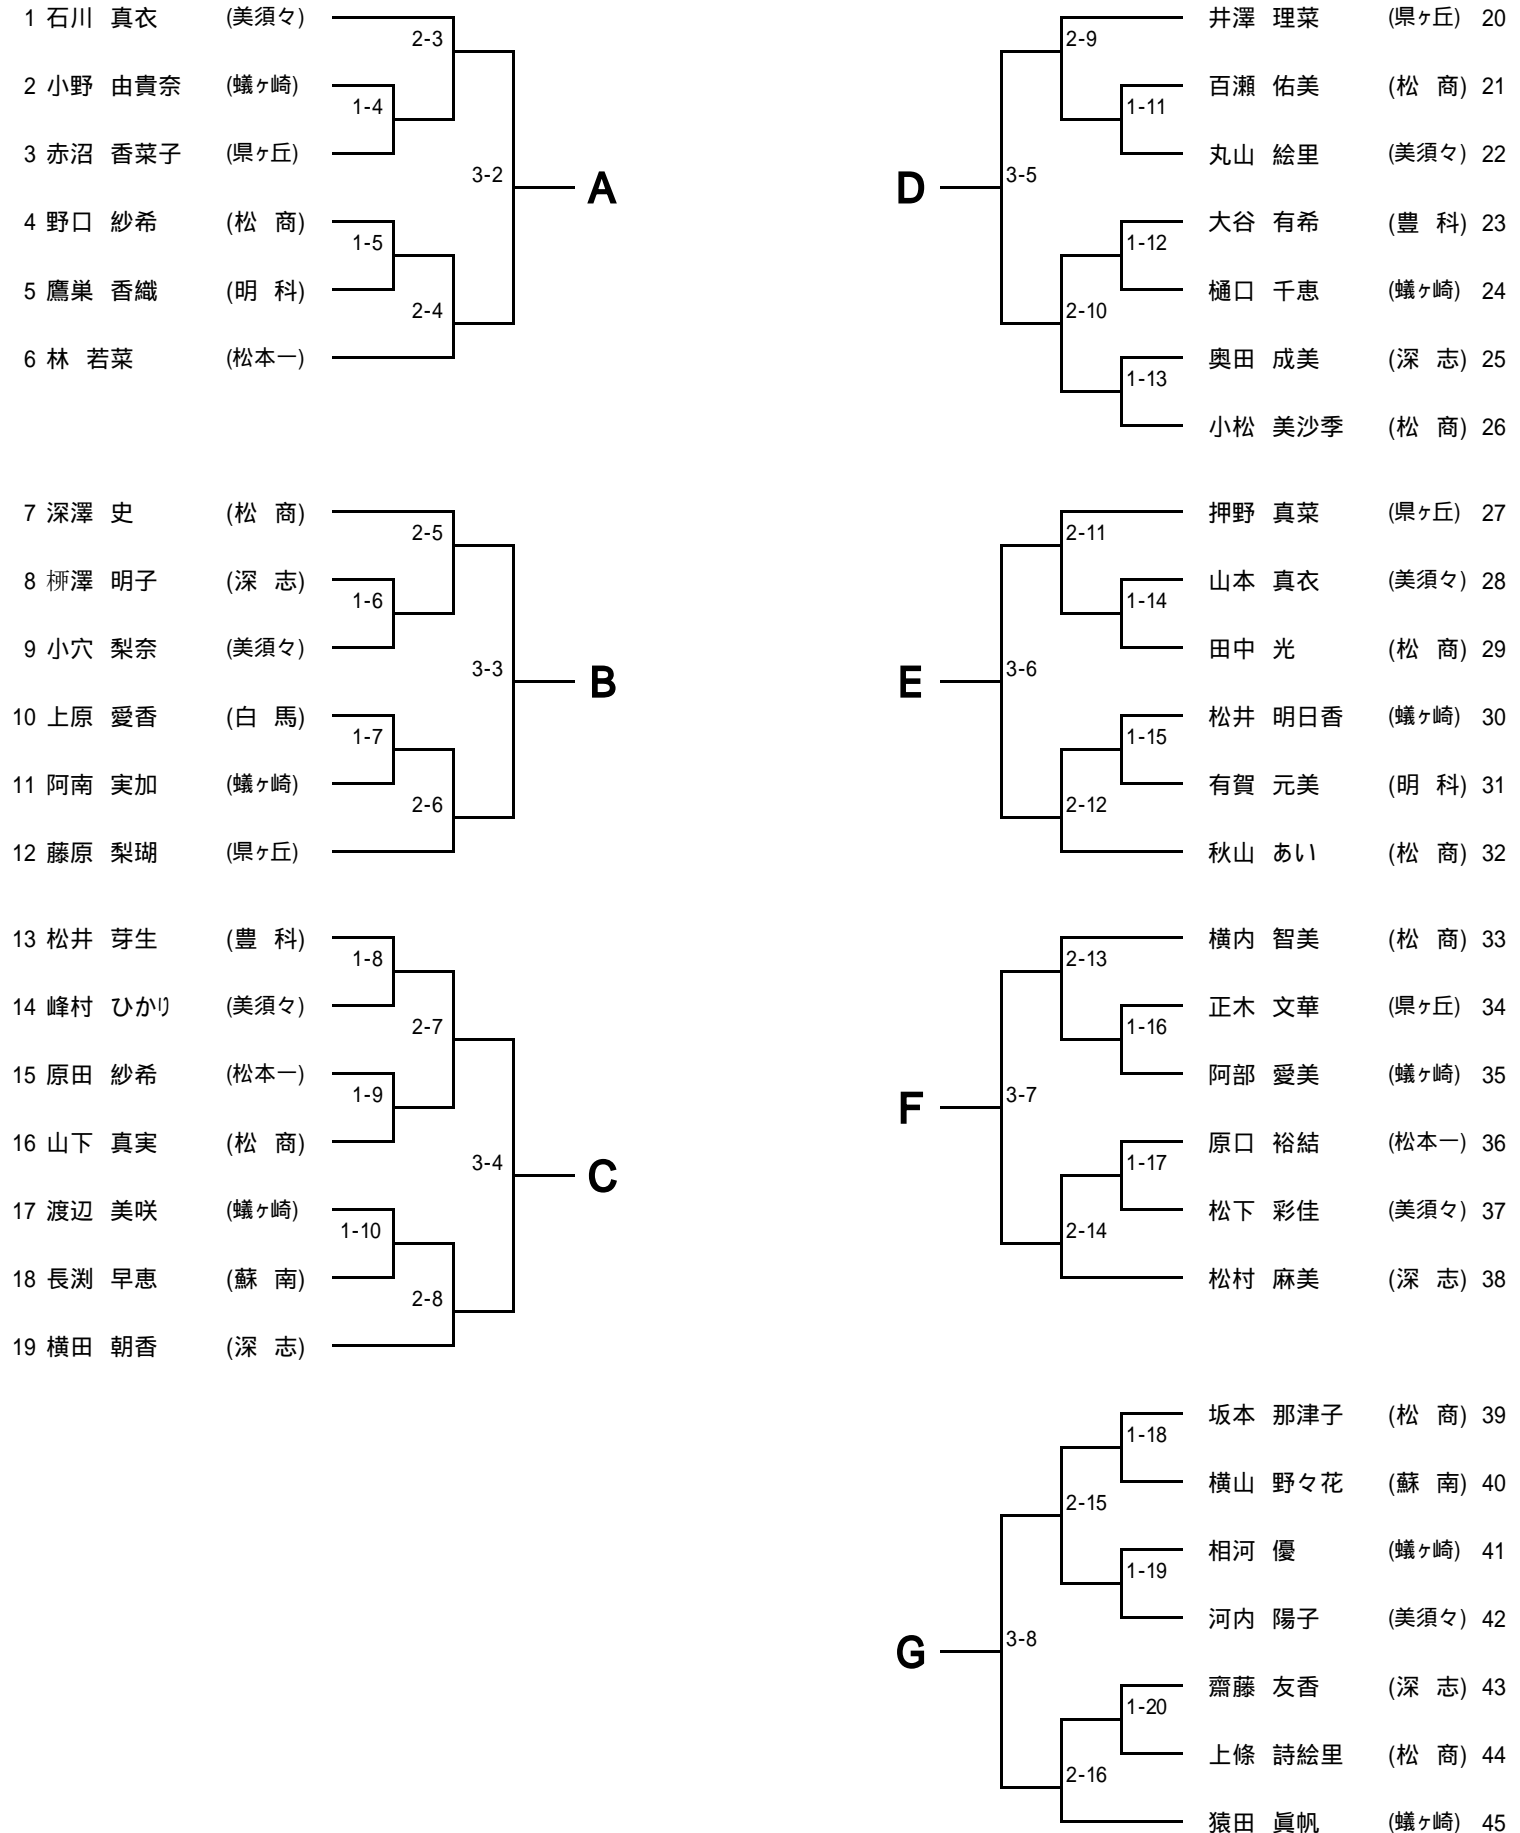 1 石川 真衣 (美須々)
2-3
2 小野 由貴奈 (蟻ヶ崎)
1-4
3 赤沼 香菜子 (県ヶ丘)
3-2
A
4 野口 紗希 (松 商)
1-5
5 鷹巣 香織 (明 科)
2-4
6 林 若菜 (松本一)
7 深澤 史 (松 商)
2-5
8 桺澤 明子 (深 志)
1-6
9 小穴 梨奈 (美須々)
3-3
B
10 上原 愛香 (白 馬)
1-7
11 阿南 実加 (蟻ヶ崎)
2-6
12 藤原 梨瑚 (県ヶ丘)
13 松井 芽生 (豊 科)
1-8
14 峰村 ひかり (美須々)
2-7
15 原田 紗希 (松本一)
1-9
16 山下 真実 (松 商)
3-4
C
17 渡辺 美咲 (蟻ヶ崎)
1-10
18 長渕 早恵 (蘇 南)
2-8
19 横田 朝香 (深 志)
井澤 理菜 (県ヶ丘) 20
2-9
百瀬 佑美 (松 商) 21
1-11
丸山 絵里 (美須々) 22
D
3-5
大谷 有希 (豊 科) 23
1-12
樋口 千恵 (蟻ヶ崎) 24
2-10
奥田 成美 (深 志) 25
1-13
小松 美沙季 (松 商) 26
押野 真菜 (県ヶ丘) 27
2-11
山本 真衣 (美須々) 28
1-14
田中 光 (松 商) 29
E
3-6
松井 明日香 (蟻ヶ崎) 30
1-15
有賀 元美 (明 科) 31
2-12
秋山 あい (松 商) 32
横内 智美 (松 商) 33
2-13
正木 文華 (県ヶ丘) 34
1-16
阿部 愛美 (蟻ヶ崎) 35
F
3-7
原口 裕結 (松本一) 36
1-17
松下 彩佳 (美須々) 37
2-14
松村 麻美 (深 志) 38
坂本 那津子 (松 商) 39
1-18
横山 野々花 (蘇 南) 40
2-15
相河 優 (蟻ヶ崎) 41
1-19
河内 陽子 (美須々) 42
G
3-8
齋藤 友香 (深 志) 43
1-20
上條 詩絵里 (松 商) 44
2-16
猿田 眞帆 (蟻ヶ崎) 45